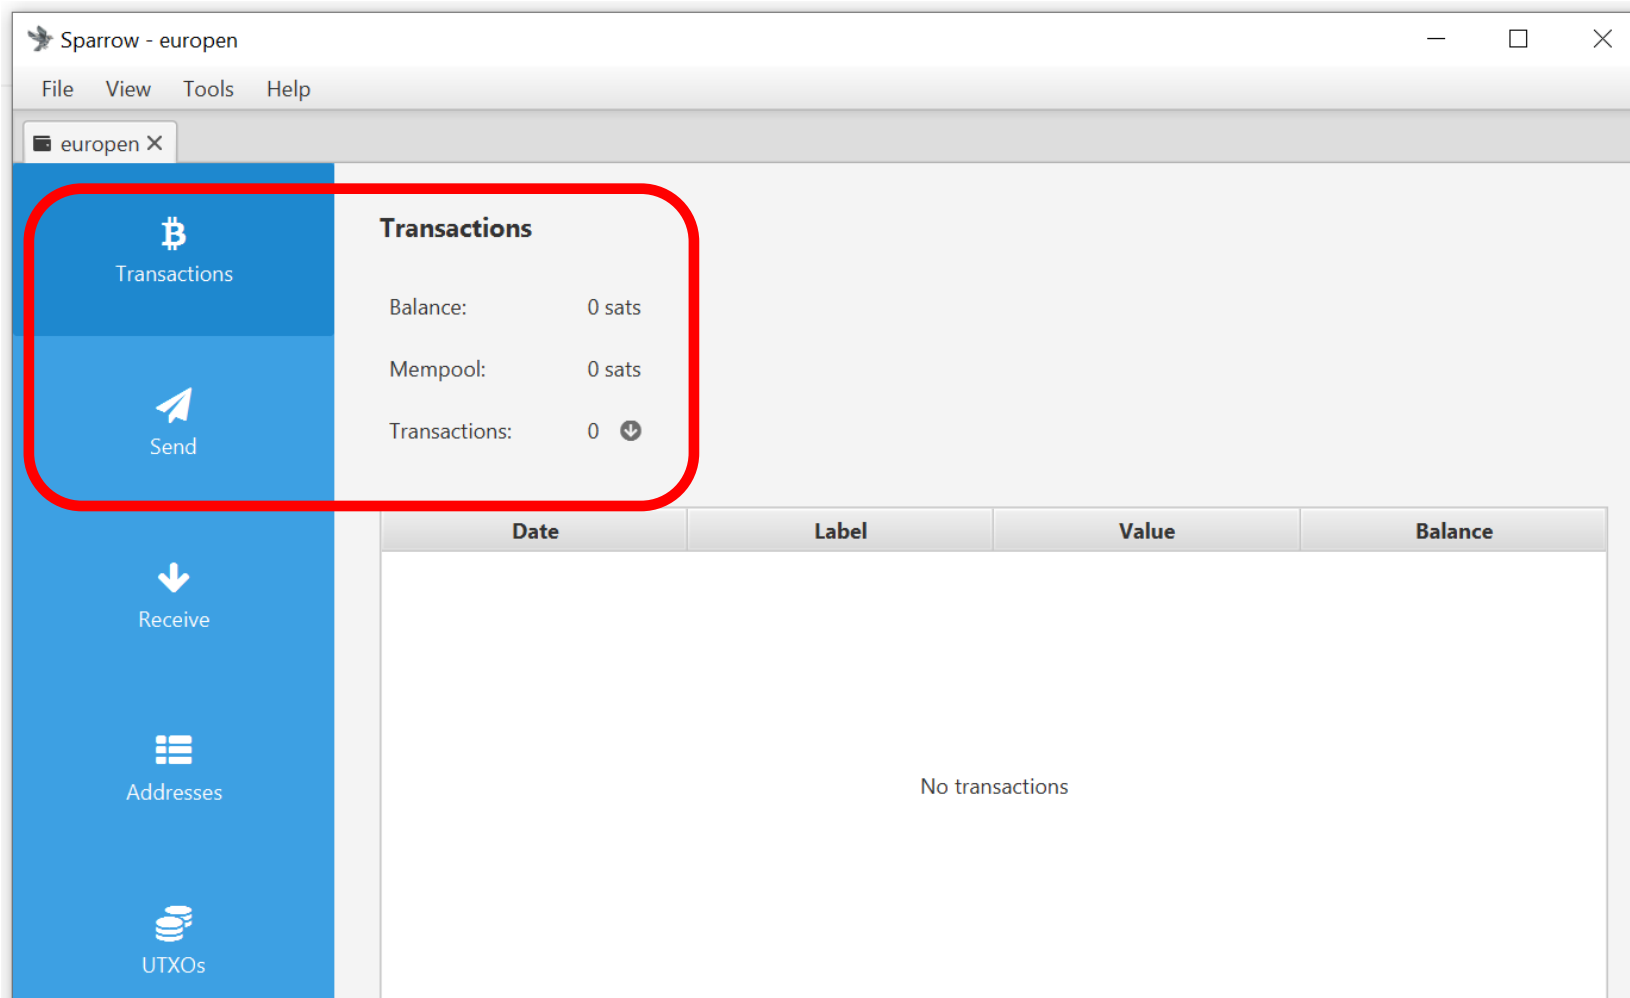 Sparrow - europen
File View Tools Help
europen
Transactions
Send
Receive
Addresses
UTXOs
Transactions
Balance: 0 sats
Mempool: 0 sats
Transactions: 0
Date Label Value Balance
No transactions